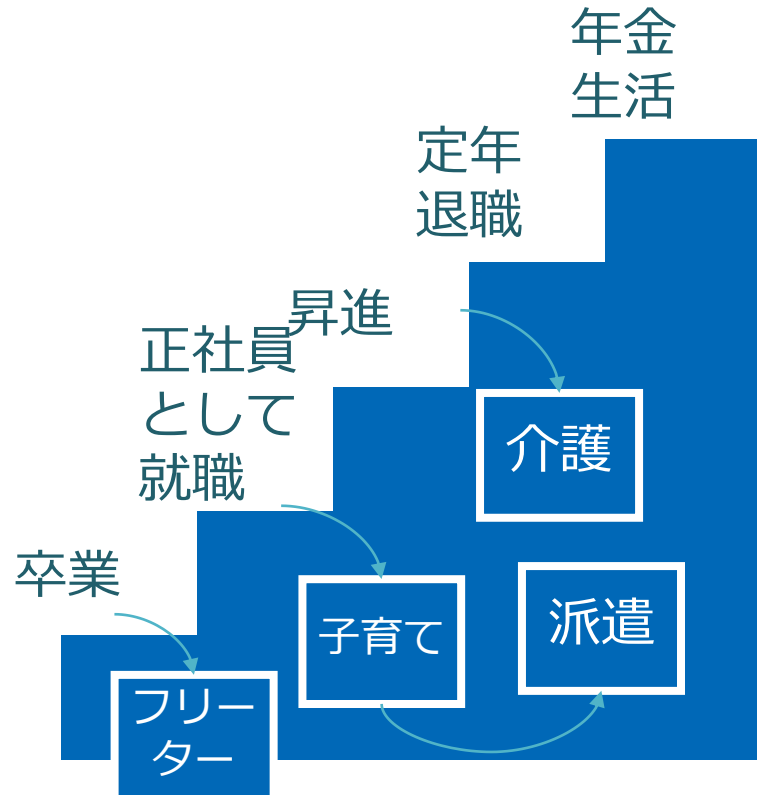 年金
生活
定年
退職
昇進
正社員
として
就職
卒業
介護
派遣
子育て
フリー
ター